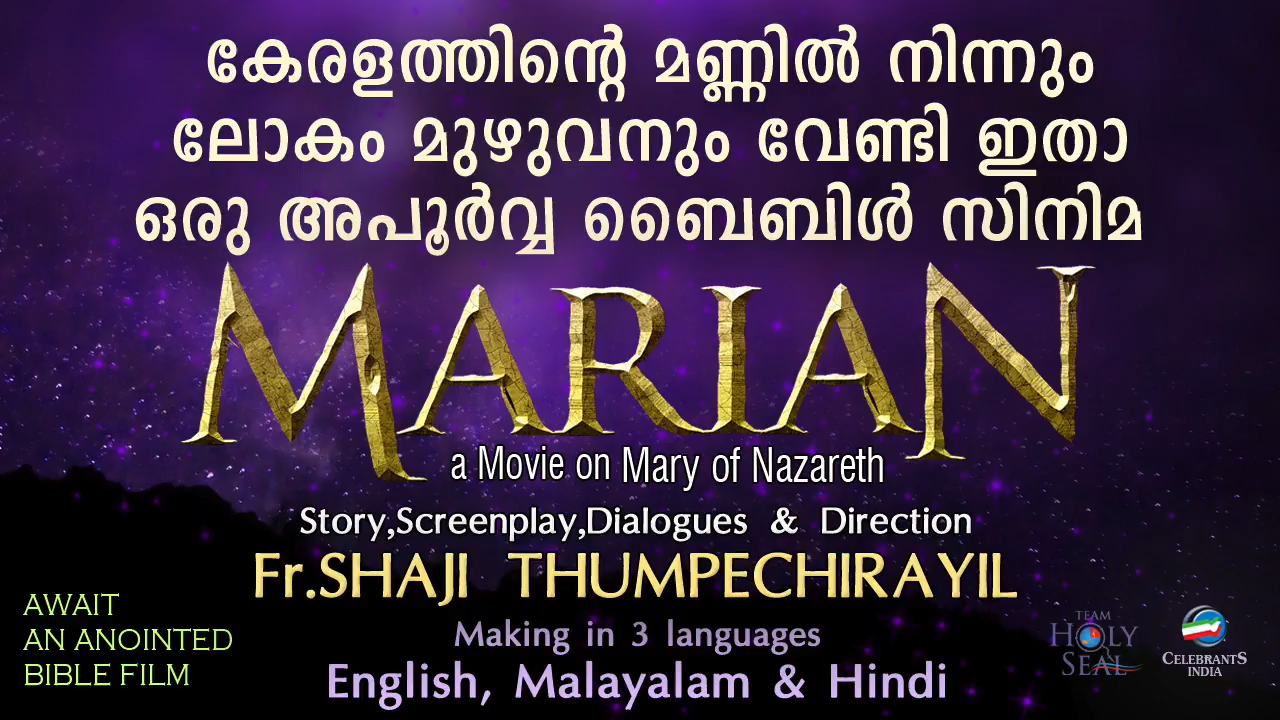 കേരളത്തിന്റെ മണ്ണിൽ നിന്നും
ലോകം മുഴുവനും വേണ്ടി ഇതാ
ഒരു അപൂർവ്വ ബൈബിൾ സിനിമ
MARIAN
a Movie on Mary of Nazareth
Story,Screenplay,Dialogues & Direction
Fr.SHAJI THUMPECHIRAYIL
Making in 3 languages
English, Malayalam & Hindi
AWAIT
AN ANOINTED
BIBLE FILM
TEAM
HOLY
SEAL
CELEBRANTS
INDIA